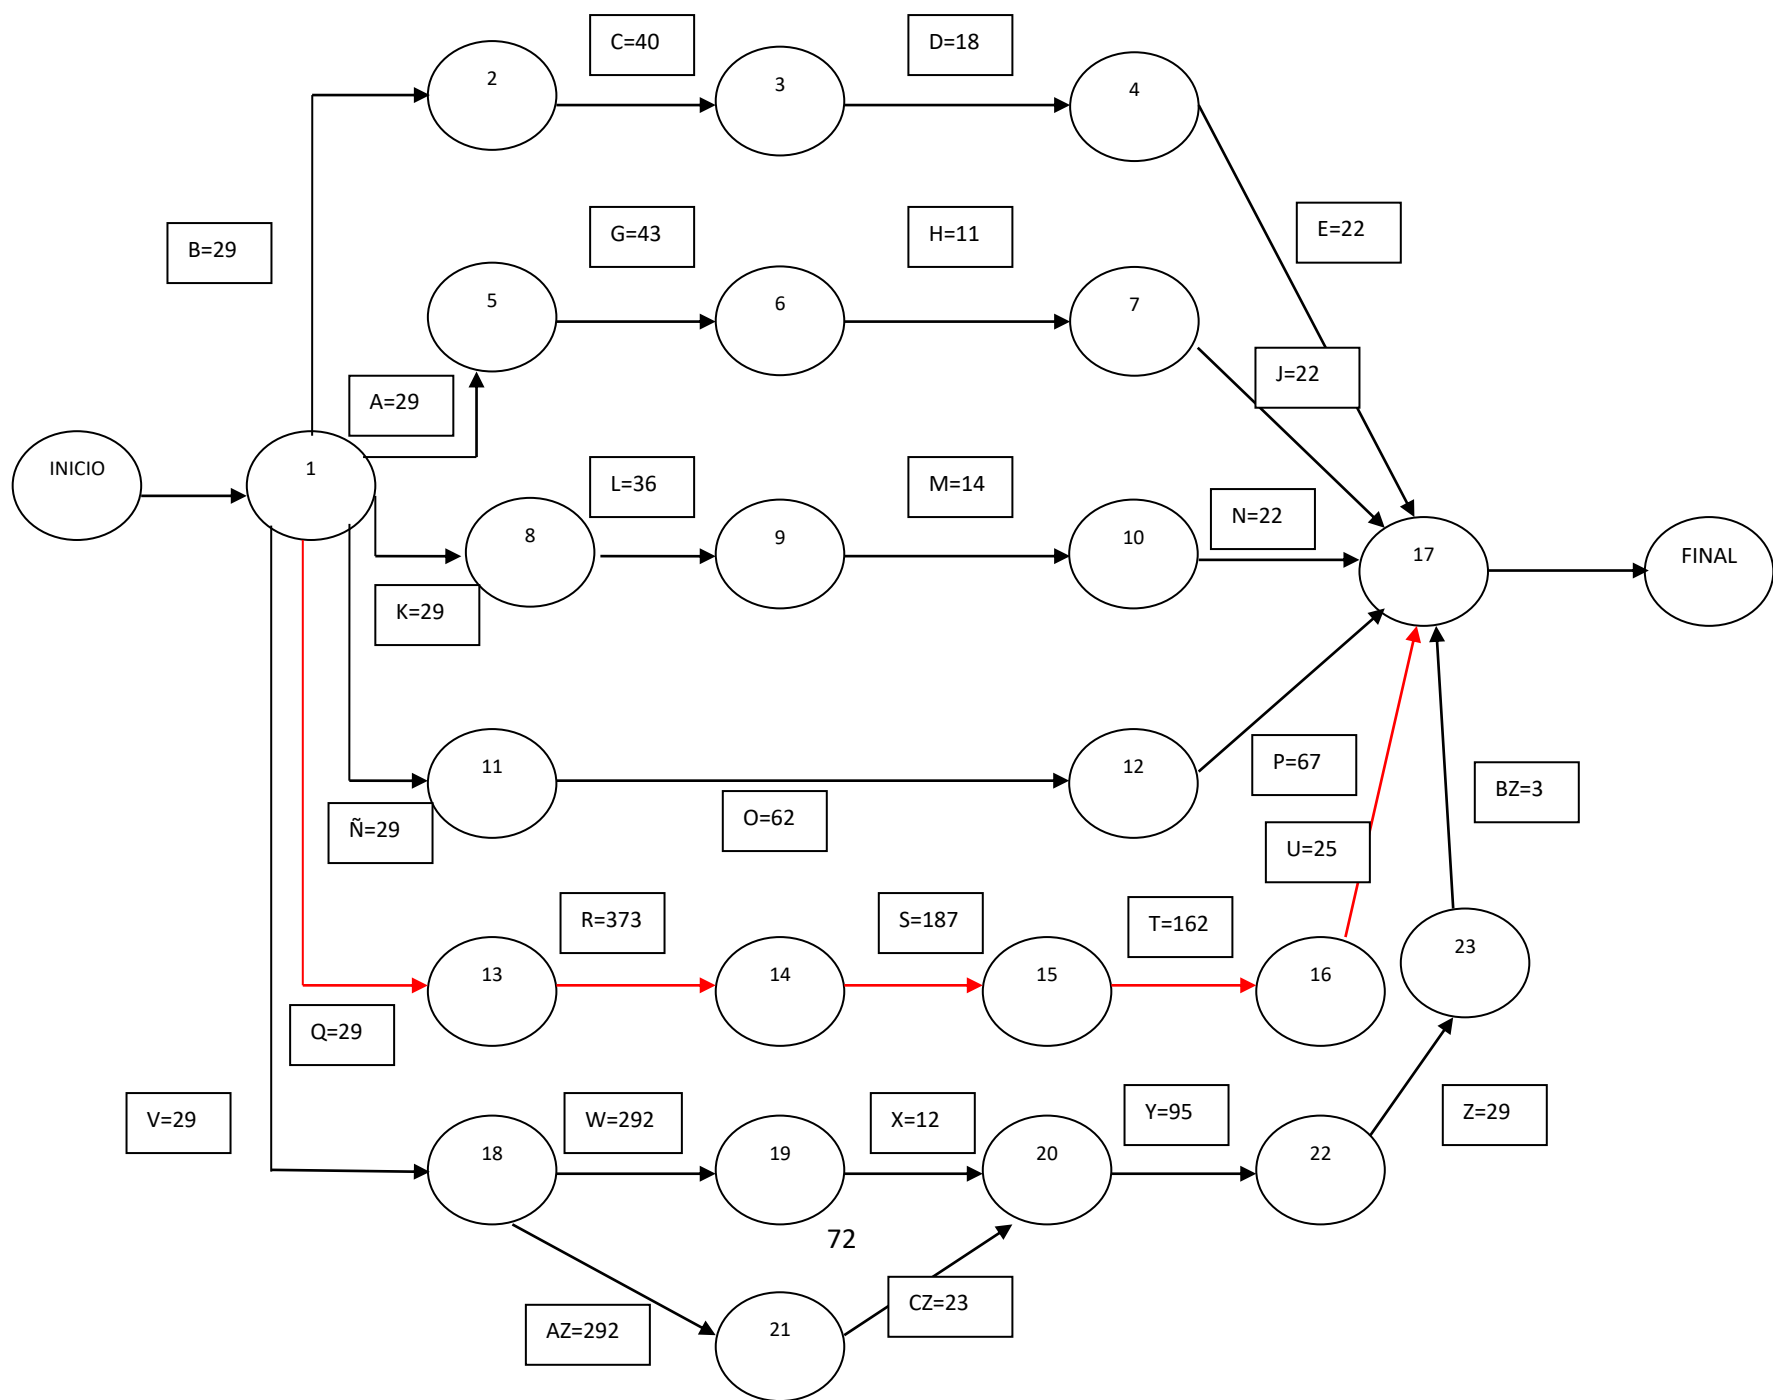 C=40
D=18
2
3
4
B=29
G=43
H=11
E=22
5
6
7
A=29
J=22
INICIO
1
L=36
M=14
N=22
8
9
10
17
FINAL
K=29
11
12
P=67
BZ=3
Ñ=29
O=62
U=25
R=373
S=187
T=162
13
14
15
16
23
Q=29
V=29
W=292
X=12
Y=95
Z=29
18
19
20
22
72
AZ=292
21
CZ=23